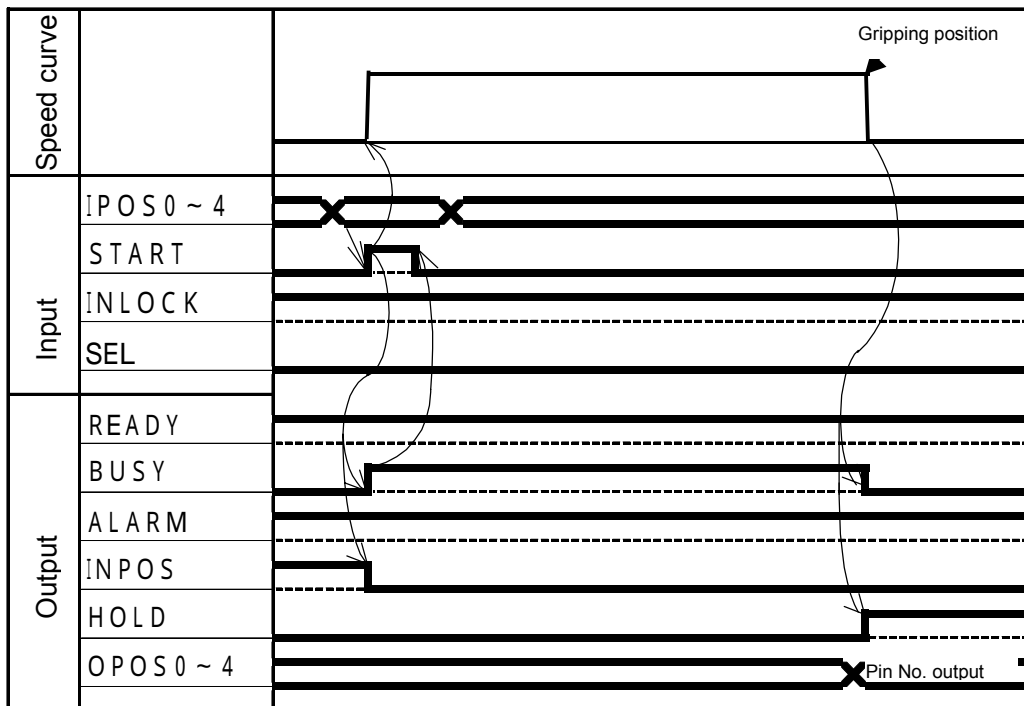 Speed curve
Gripping position
Input
IPOS0~4
START
INLOCK
SEL
Output
READY
BUSY
ALARM
INPOS
HOLD
OPOS0~4
Pin No. output